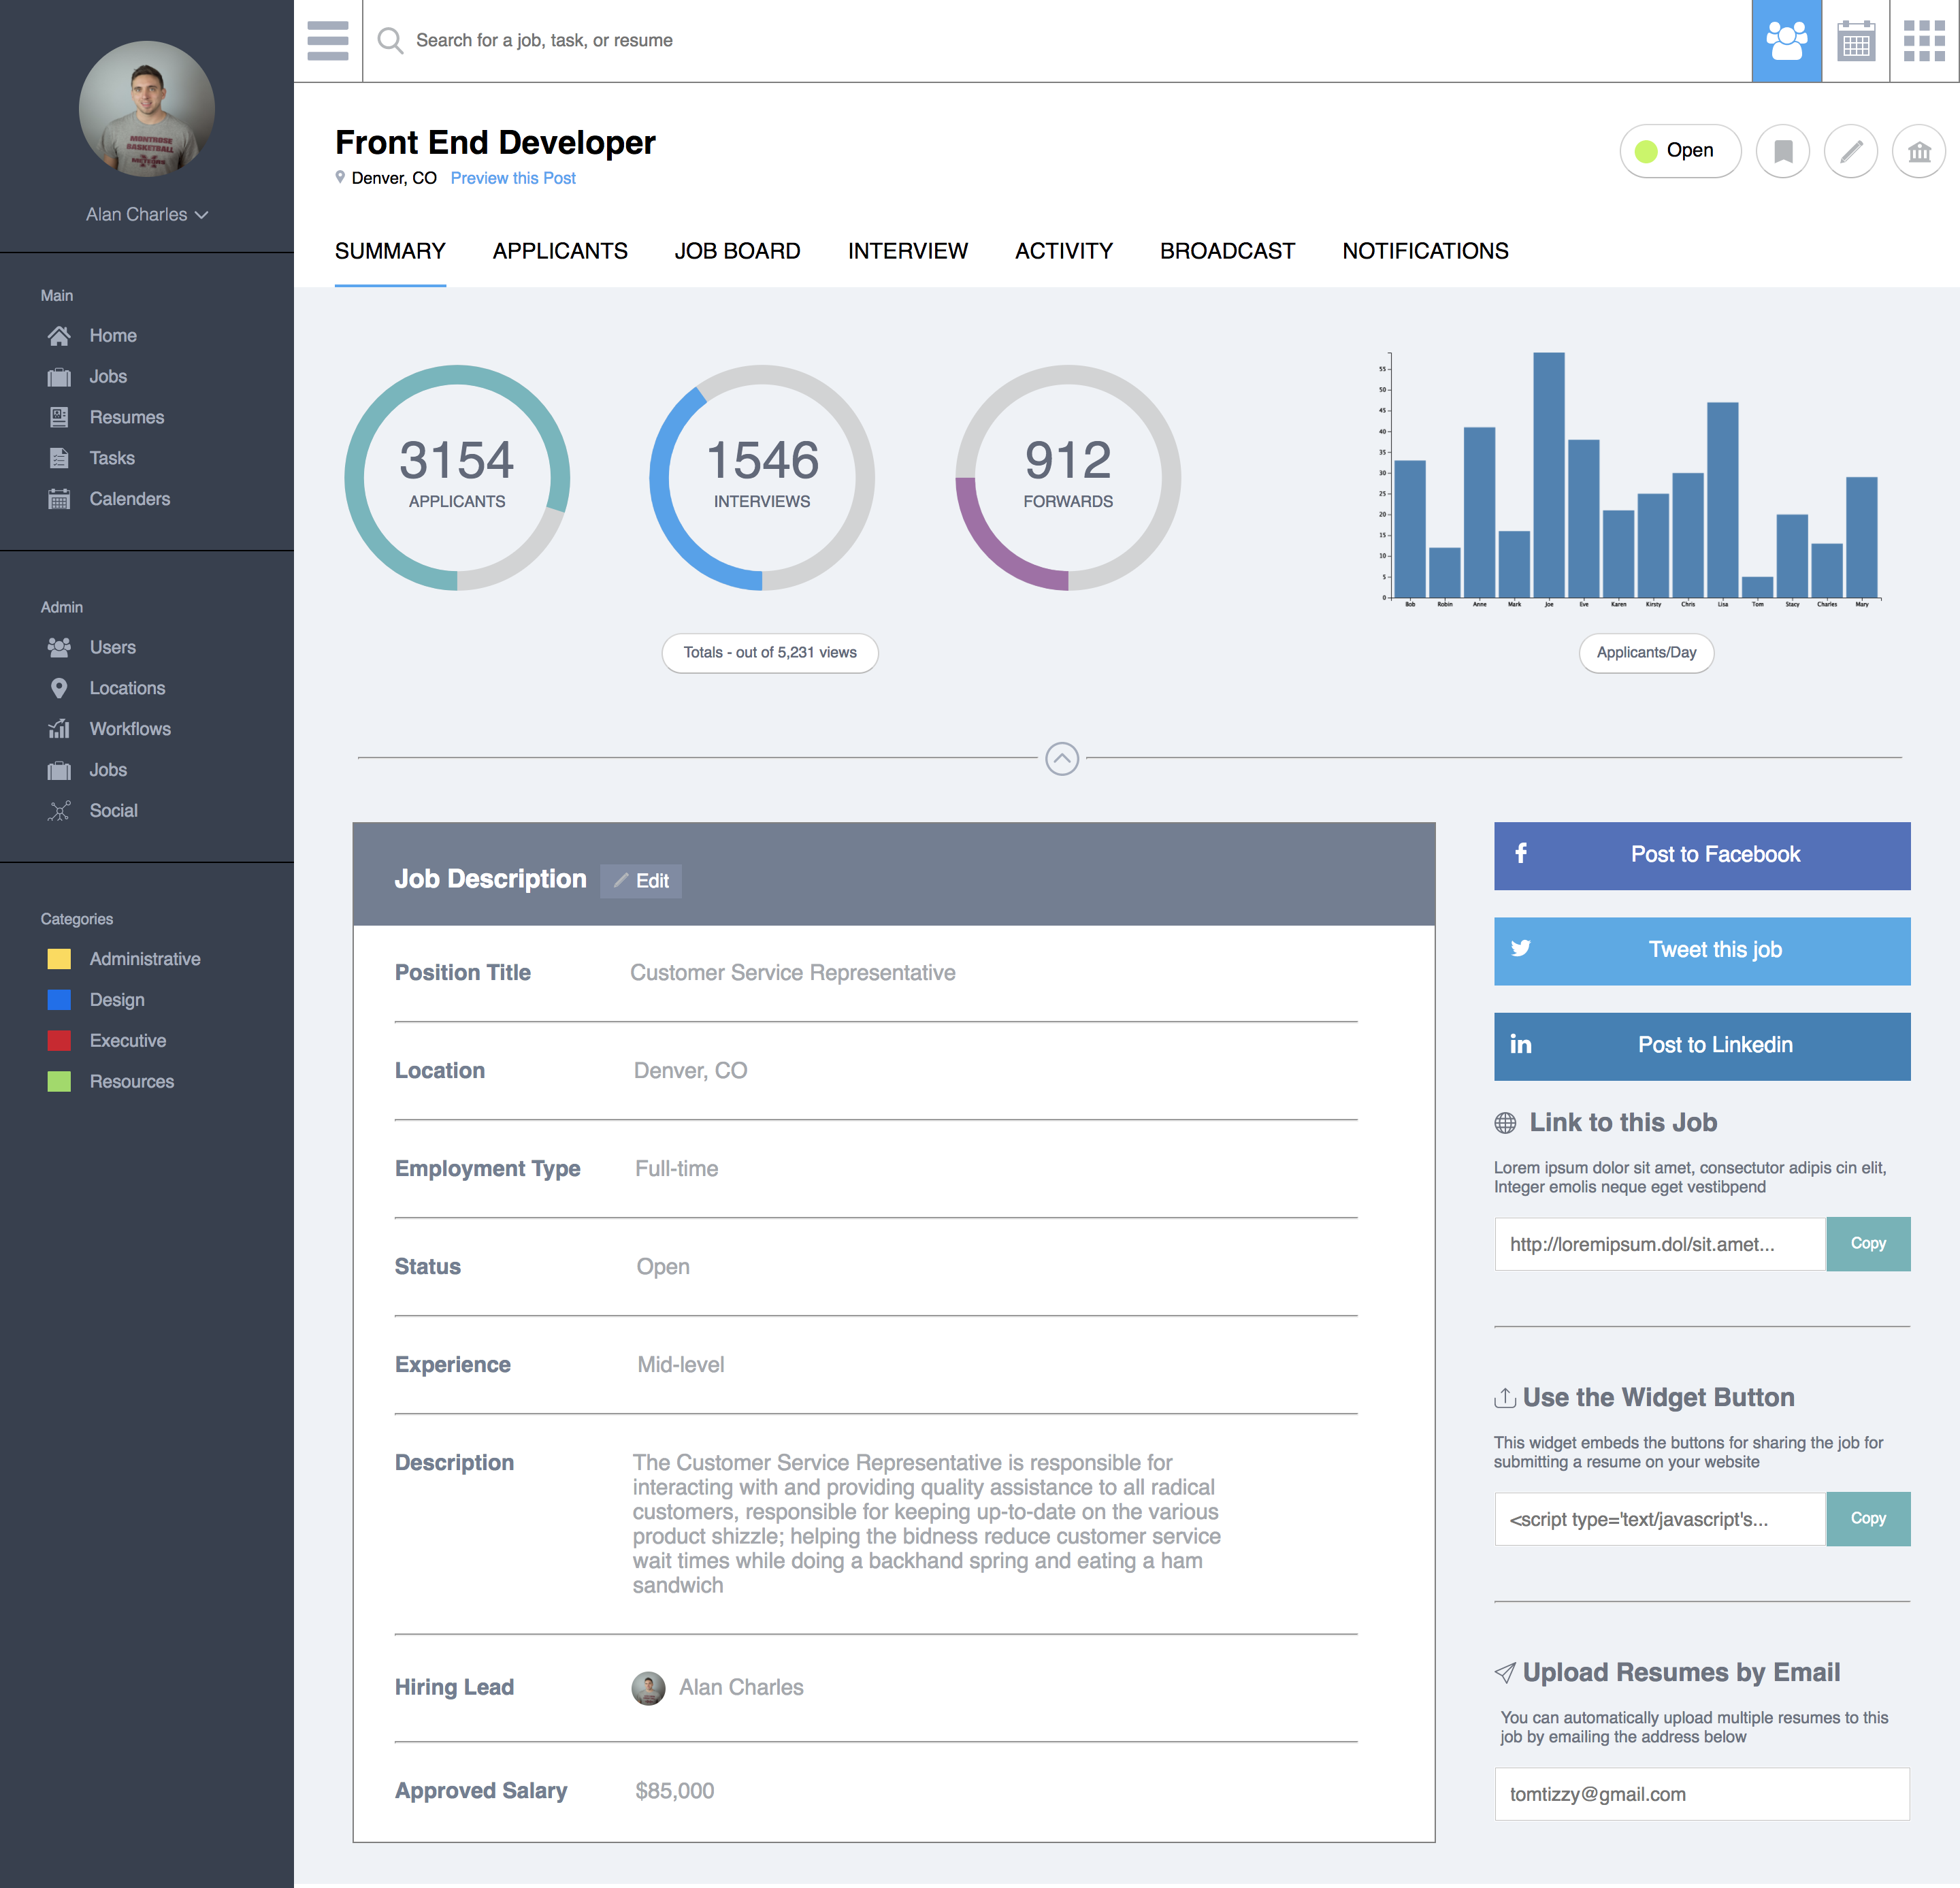 MONTROSE
BASKETBALL
M
METEORS
Alan Charles
Main
Home
Jobs
Resumes
Tasks
Calenders
Admin
Users
Locations
Workflows
Jobs
Social
Categories
Administrative
Design
Executive
Resources
Search for a job, task, or resume
Front End Developer
Denver, CO Preview this Post
Open
SUMMARY APPLICANTS JOB BOARD INTERVIEW ACTIVITY BROADCAST NOTIFICATIONS
3154
APPLICANTS
1546
INTERVIEWS
912
FORWARDS
Totals - out of 5,231 views
55
50
45
40
35
30
25
20
15
10
5
0
Bob Robin Anne Mark Joe Eve Karen Kirsty Chris Lisa Tom Stacy Charles Mary
Applicants/Day
Job Description Edit
Position Title Customer Service Representative
Location Denver, CO
Employment Type Full-time
Status Open
Experience Mid-level
Description The Customer Service Representative is responsible for
interacting with and providing quality assistance to all radical
customers, responsible for keeping up-to-date on the various
product shizzle; helping the bidness reduce customer service
wait times while doing a backhand spring and eating a ham
sandwich
Hiring Lead Alan Charles
Approved Salary $85,000
Post to Facebook
Tweet this job
in Post to Linkedin
Link to this Job
Lorem ipsum dolor sit amet, consectutor adipis cin elit,
Integer emolis neque eget vestibpend
http://loremipsum.dol/sit.amet... Copy
Use the Widget Button
This widget embeds the buttons for sharing the job for
submitting a resume on your website
<script type='text/javascript's... Copy
Upload Resumes by Email
You can automatically upload multiple resumes to this
job by emailing the address below
tomtizzy@gmail.com